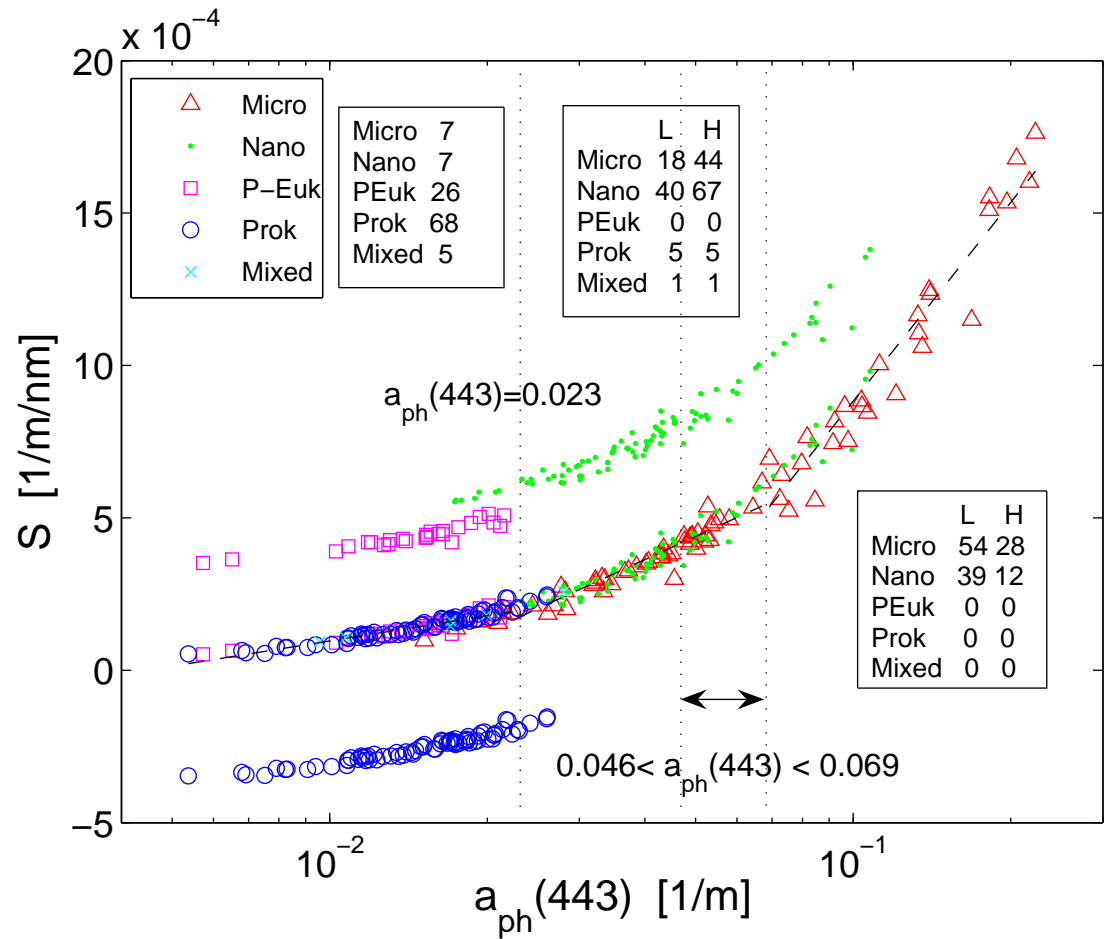 x 10−4
20
15
10
5
0
−5
S [1/m/nm]
Micro
Nano
P−Euk
Prok
Mixed
Micro 7
Nano 7
PEuk 26
Prok 68
Mixed 5
L H
Micro 18 44
Nano 40 67
PEuk 0 0
Prok 5 5
Mixed 1 1
aph(443)=0.023
L H
Micro 54 28
Nano 39 12
PEuk 0 0
Prok 0 0
Mixed 0 0
0.046< aph(443) < 0.069
10−2
10−1
aph(443) [1/m]